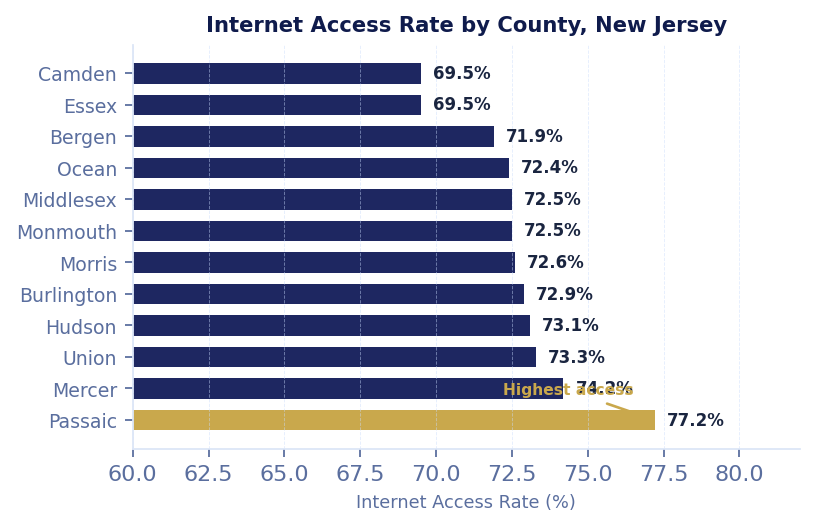 Internet Access Rate by County, New Jersey
Camden 69.5%
Essex 69.5%
Bergen 71.9%
Ocean 72.4%
Middlesex 72.5%
Monmouth 72.5%
Morris 72.6%
Burlington 72.9%
Hudson 73.1%
Union 73.3%
Mercer 74.2%
Highest access
Passaic 77.2%
60.0 62.5 65.0 67.5 70.0 72.5 75.0 77.5 80.0
Internet Access Rate (%)